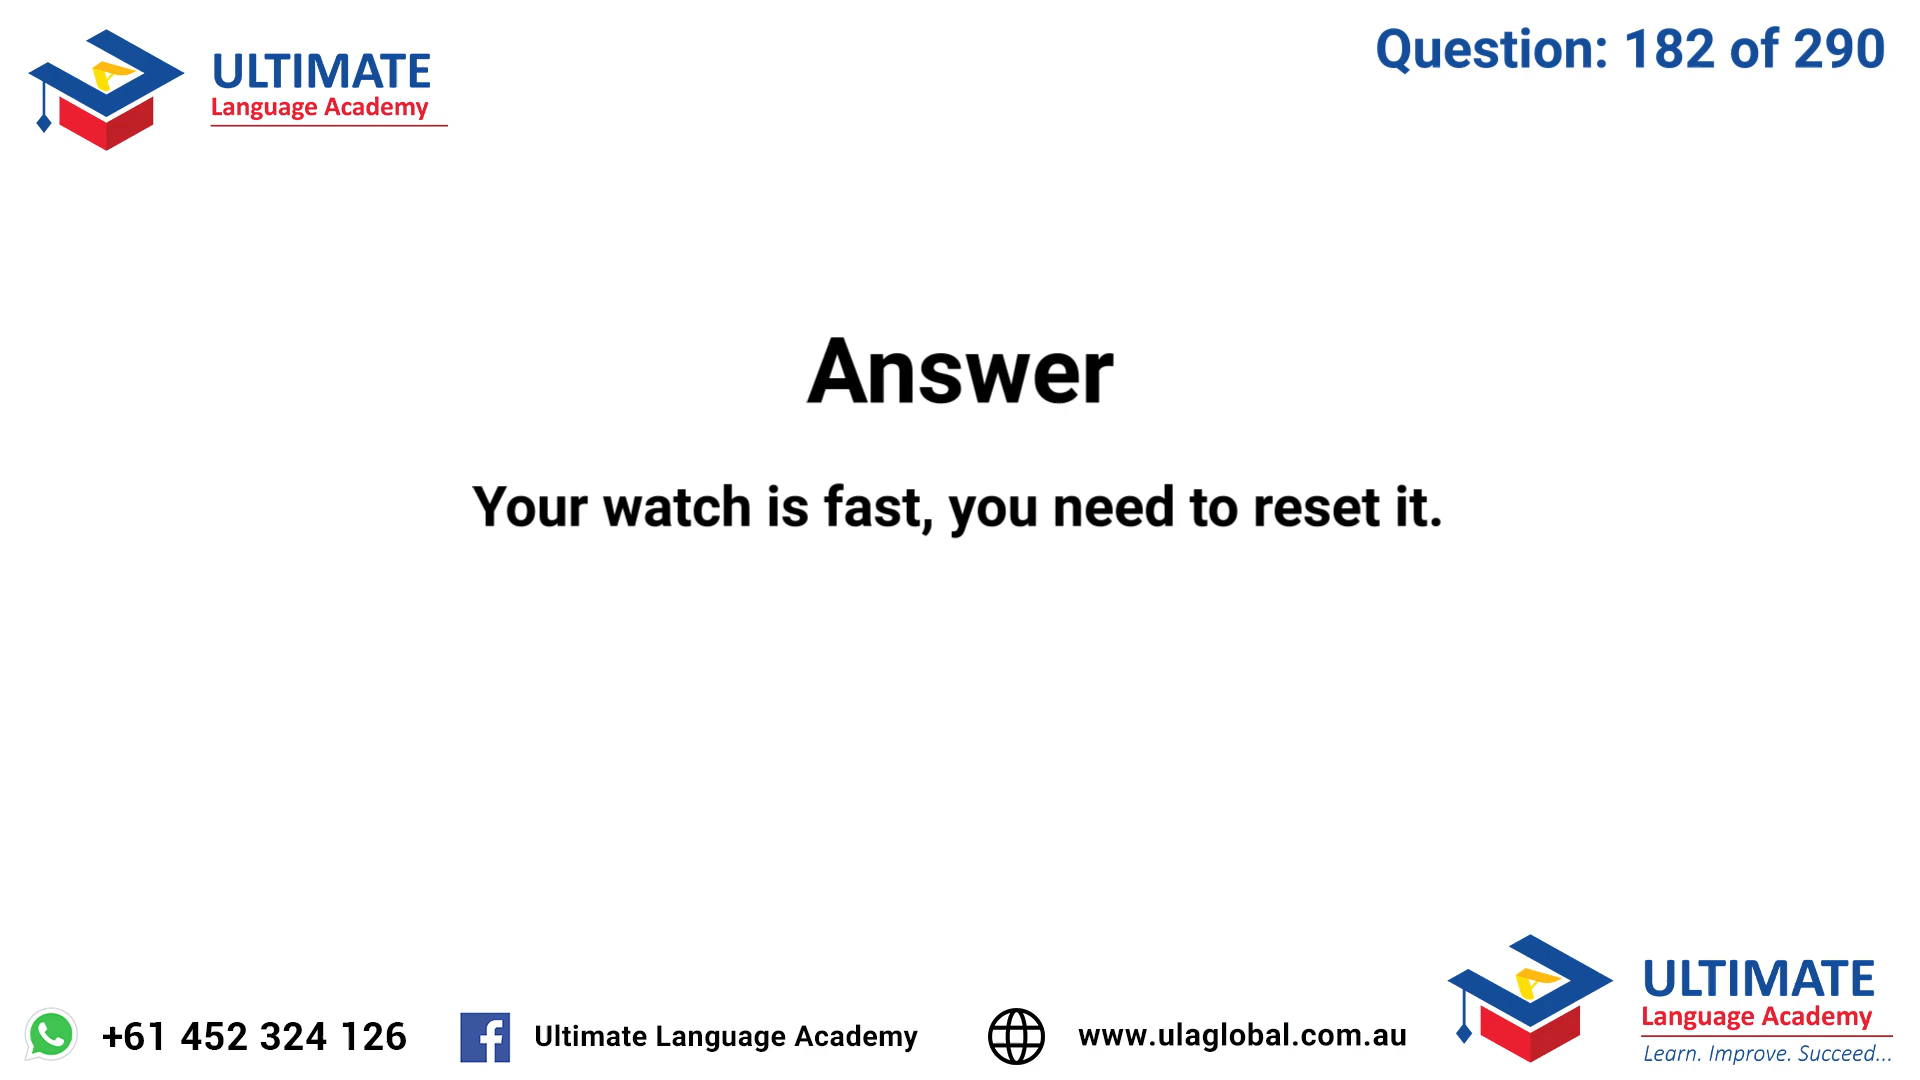 ULTIMATE
Language Academy
Question: 182 of 290
Answer
Your watch is fast, you need to reset it.
+61 452 324 126
Ultimate Language Academy
www.ulaglobal.com.au
ULTIMATE
Language Academy
Learn. Improve. Succeed...